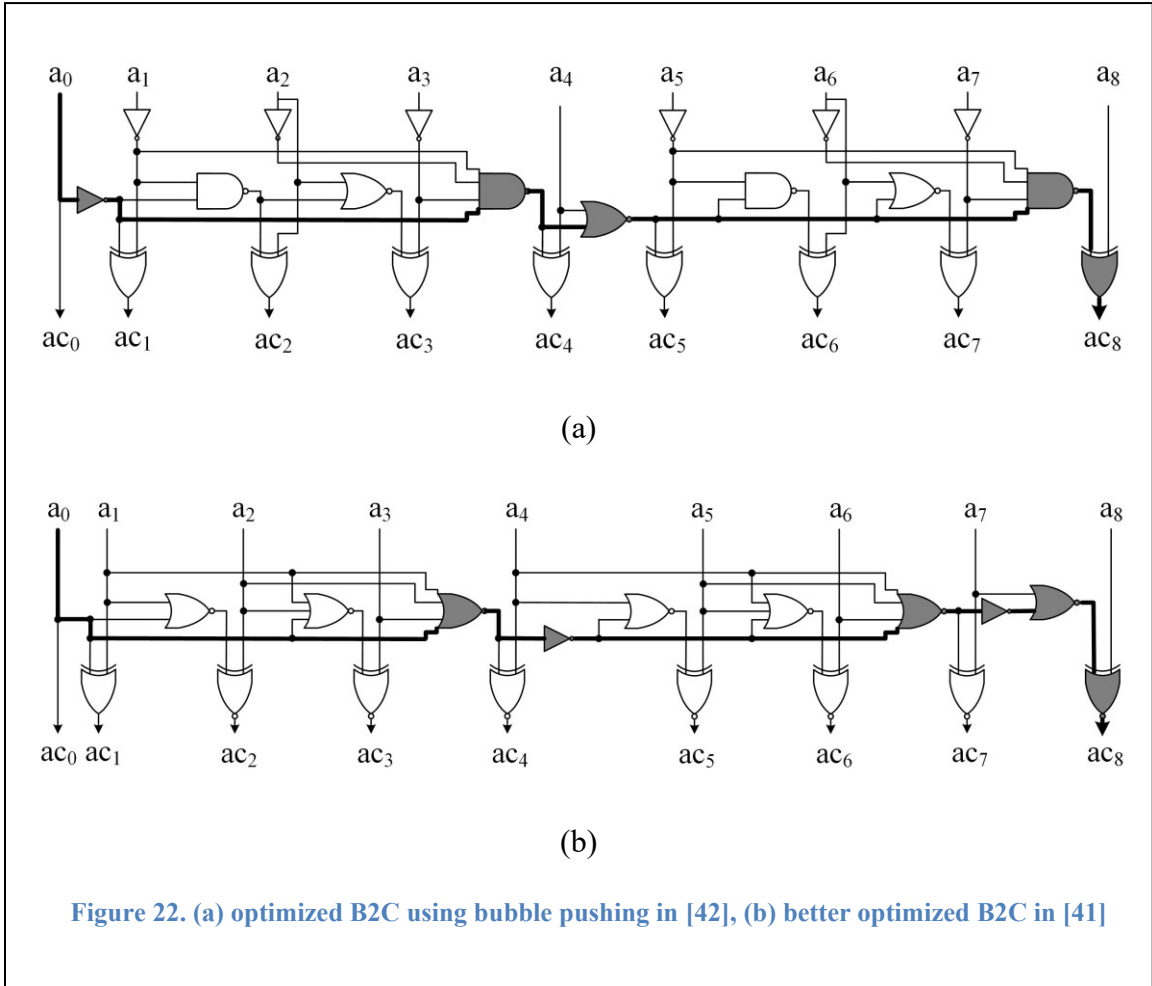 a₀ a₁ a₂ a₃ a₄ a₅ a₆ a₇ a₈
ac₀ ac₁ ac₂ ac₃ ac₄ ac₅ ac₆ ac₇ ac₈
(a)
a₀ a₁ a₂ a₃ a₄ a₅ a₆ a₇ a₈
ac₀ ac₁ ac₂ ac₃ ac₄ ac₅ ac₆ ac₇ ac₈
(b)
Figure 22. (a) optimized B2C using bubble pushing in [42], (b) better optimized B2C in [41]